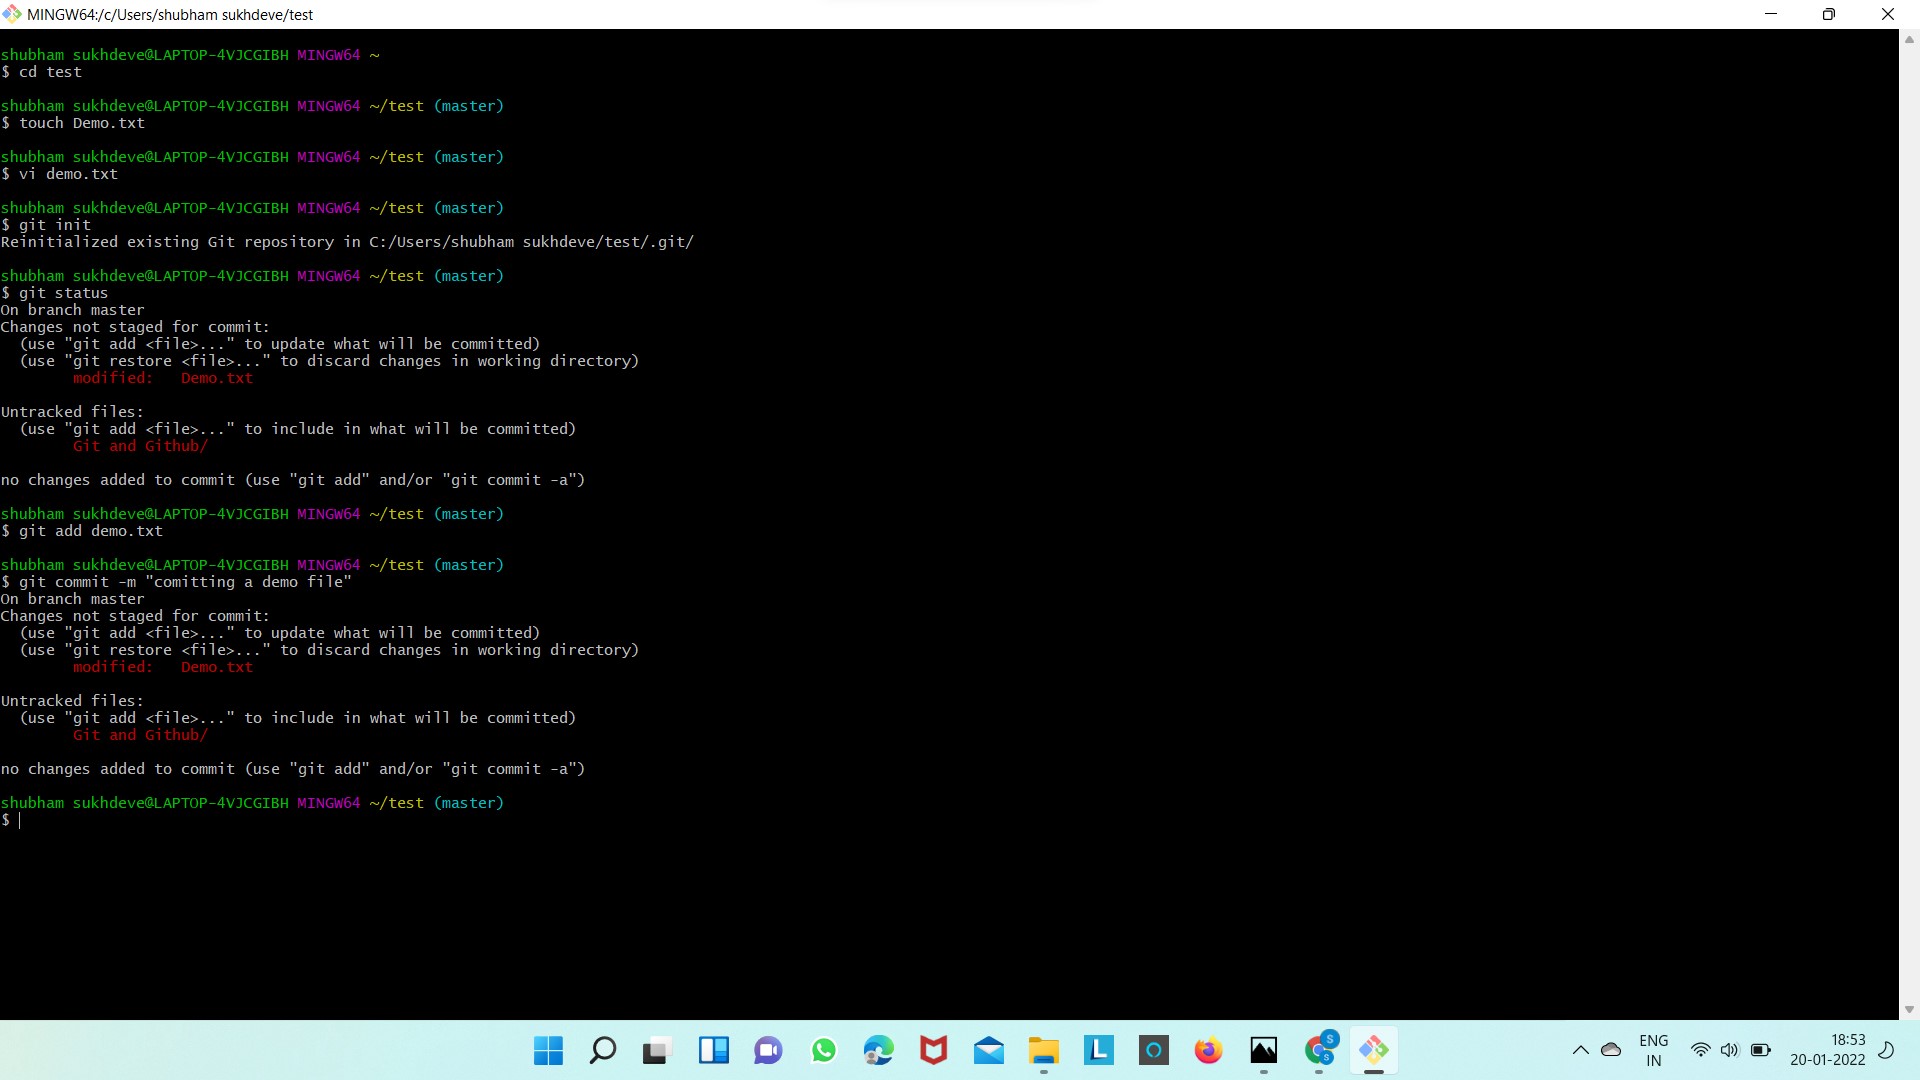 MINGW64:/c/Users/shubham sukhdeve/test
shubham sukhdeve@LAPTOP-4VJCGIBH MINGW64 ~
$ cd test
shubham sukhdeve@LAPTOP-4VJCGIBH MINGW64 ~/test (master)
$ touch Demo.txt
shubham sukhdeve@LAPTOP-4VJCGIBH MINGW64 ~/test (master)
$ vi demo.txt
shubham sukhdeve@LAPTOP-4VJCGIBH MINGW64 ~/test (master)
$ git init
Reinitialized existing Git repository in C:/Users/shubham sukhdeve/test/.git/
shubham sukhdeve@LAPTOP-4VJCGIBH MINGW64 ~/test (master)
$ git status
On branch master
Changes not staged for commit:
  (use "git add <file>..." to update what will be committed)
  (use "git restore <file>..." to discard changes in working directory)
        modified:   Demo.txt
Untracked files:
  (use "git add <file>..." to include in what will be committed)
        Git and Github/
no changes added to commit (use "git add" and/or "git commit -a")
shubham sukhdeve@LAPTOP-4VJCGIBH MINGW64 ~/test (master)
$ git add demo.txt
shubham sukhdeve@LAPTOP-4VJCGIBH MINGW64 ~/test (master)
$ git commit -m "comitting a demo file"
On branch master
Changes not staged for commit:
  (use "git add <file>..." to update what will be committed)
  (use "git restore <file>..." to discard changes in working directory)
        modified:   Demo.txt
Untracked files:
  (use "git add <file>..." to include in what will be committed)
        Git and Github/
no changes added to commit (use "git add" and/or "git commit -a")
shubham sukhdeve@LAPTOP-4VJCGIBH MINGW64 ~/test (master)
$
L
S
S
ENG
IN
18:53
20-01-2022